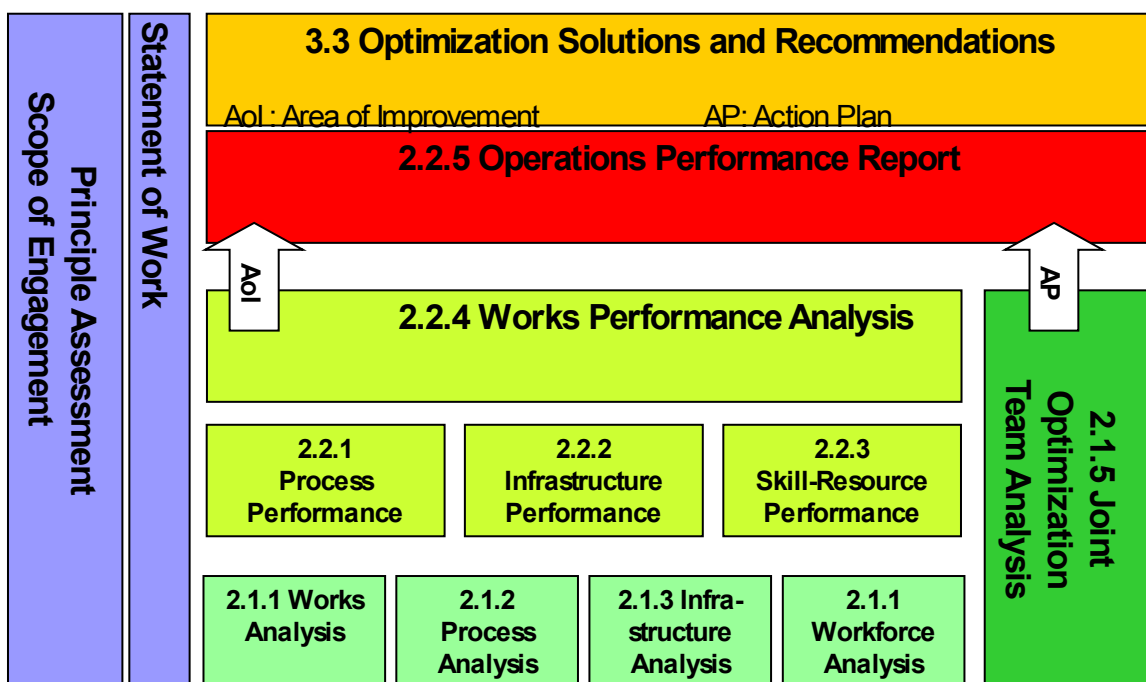 Principle Assessment
Scope of Engagement
Statement of Work
3.3 Optimization Solutions and Recommendations
AoI : Area of Improvement
AP: Action Plan
2.2.5 Operations Performance Report
AoI
AP
2.2.4 Works Performance Analysis
2.2.1
Process
Performance
2.2.2
Infrastructure
Performance
2.2.3
Skill-Resource
Performance
2.1.5 Joint
Optimization
Team Analysis
2.1.1 Works
Analysis
2.1.2
Process
Analysis
2.1.3 Infra-
structure
Analysis
2.1.1
Workforce
Analysis